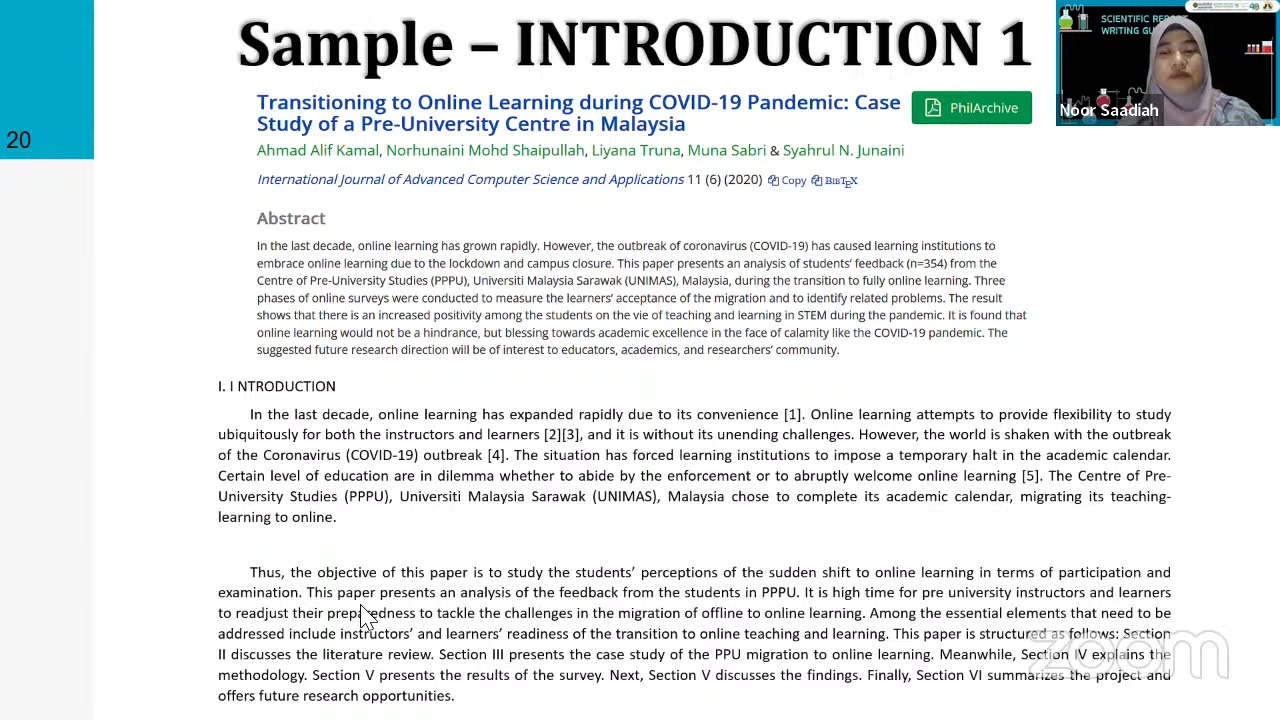 20
Sample – INTRODUCTION 1
Transitioning to Online Learning during COVID-19 Pandemic: Case
Study of a Pre-University Centre in Malaysia
PhilArchive
Ahmad Alif Kamal, Norhunaini Mohd Shaipullah, Liyana Truna, Muna Sabri & Syahrul N. Junaini
International Journal of Advanced Computer Science and Applications 11 (6) (2020) Copy BIBTEX
Abstract
In the last decade, online learning has grown rapidly. However, the outbreak of coronavirus (COVID-19) has caused learning institutions to
embrace online learning due to the lockdown and campus closure. This paper presents an analysis of students' feedback (n=354) from the
Centre of Pre-University Studies (PPPU), Universiti Malaysia Sarawak (UNIMAS), Malaysia, during the transition to fully online learning. Three
phases of online surveys were conducted to measure the learners' acceptance of the migration and to identify related problems. The result
shows that there is an increased positivity among the students on the vie of teaching and learning in STEM during the pandemic. It is found that
online learning would not be a hindrance, but blessing towards academic excellence in the face of calamity like the COVID-19 pandemic. The
suggested future research direction will be of interest to educators, academics, and researchers' community.
I. I NTRODUCTION
In the last decade, online learning has expanded rapidly due to its convenience [1]. Online learning attempts to provide flexibility to study
ubiquitously for both the instructors and learners [2][3], and it is without its unending challenges. However, the world is shaken with the outbreak
of the Coronavirus (COVID-19) outbreak [4]. The situation has forced learning institutions to impose a temporary halt in the academic calendar.
Certain level of education are in dilemma whether to abide by the enforcement or to abruptly welcome online learning [5]. The Centre of Pre-
University Studies (PPPU), Universiti Malaysia Sarawak (UNIMAS), Malaysia chose to complete its academic calendar, migrating its teaching-
learning to online.
Thus, the objective of this paper is to study the students' perceptions of the sudden shift to online learning in terms of participation and
examination. This paper presents an analysis of the feedback from the students in PPPU. It is high time for pre university instructors and learners
to readjust their preparedness to tackle the challenges in the migration of offline to online learning. Among the essential elements that need to be
addressed include instructors' and learners' readiness of the transition to online teaching and learning. This paper is structured as follows: Section
II discusses the literature review. Section III presents the case study of the PPU migration to online learning. Meanwhile, Section IV explains the
methodology. Section V presents the results of the survey. Next, Section V discusses the findings. Finally, Section VI summarizes the project and
offers future research opportunities.
SCIENTIFIC REPORT
WRITING
Noor Saadiah
zoom